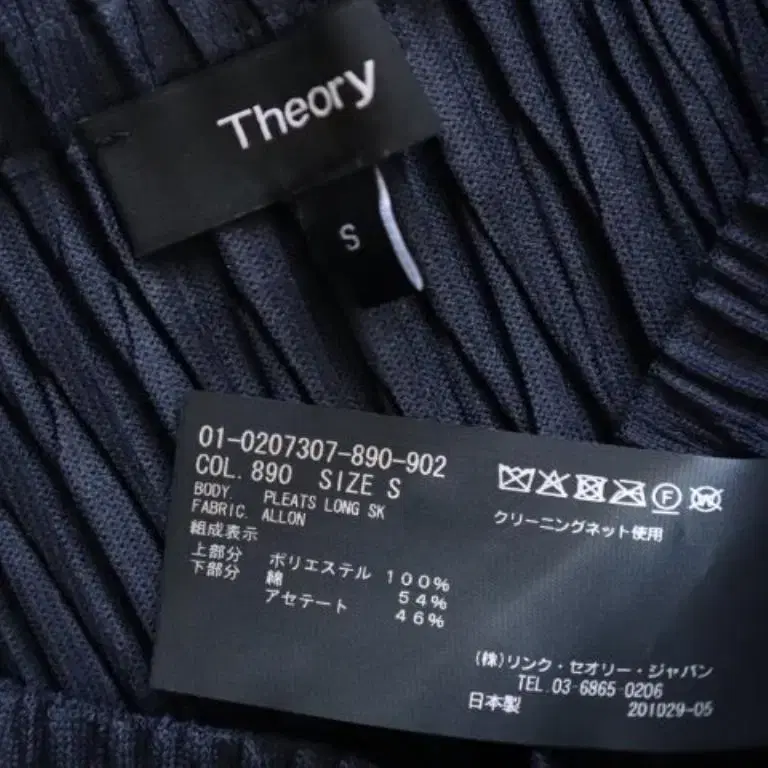 Theory
S
01-0207307-890-902
COL. 890 SIZE S
BODY. PLEATS LONG SK
FABRIC. ALLON
組成表示
上部分 ポリエステル 100%
下部分 綿 54%
アセテート 46%
F W
クリーニングネット使用
(株)リンク・セオリー・ジャパン
TEL.03-6865-0206
日本製 201029-05